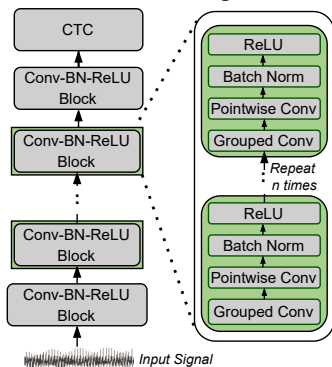 CTC
Conv-BN-ReLU
Block
Conv-BN-ReLU
Block
Conv-BN-ReLU
Block
Conv-BN-ReLU
Block
Input Signal
ReLU
Batch Norm
Pointwise Conv
Grouped Conv
Repeat
n times
ReLU
Batch Norm
Pointwise Conv
Grouped Conv